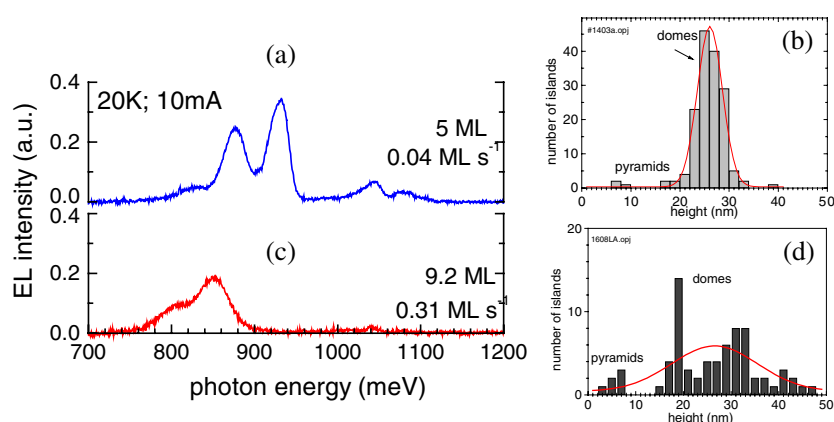 (a)
EL intensity (a.u.)
0.4
0.2
0.0
20K; 10mA
5 ML
0.04 ML s⁻¹
(c)
0.4
0.2
0.0
9.2 ML
0.31 ML s⁻¹
700 800 900 1000 1100 1200
photon energy (meV)
(b)
#1403a.opj
domes
pyramids
number of islands
40
20
0
0 10 20 30 40 50
height (nm)
(d)
1608LA.opj
domes
pyramids
number of islands
20
10
0
0 10 20 30 40 50
height (nm)